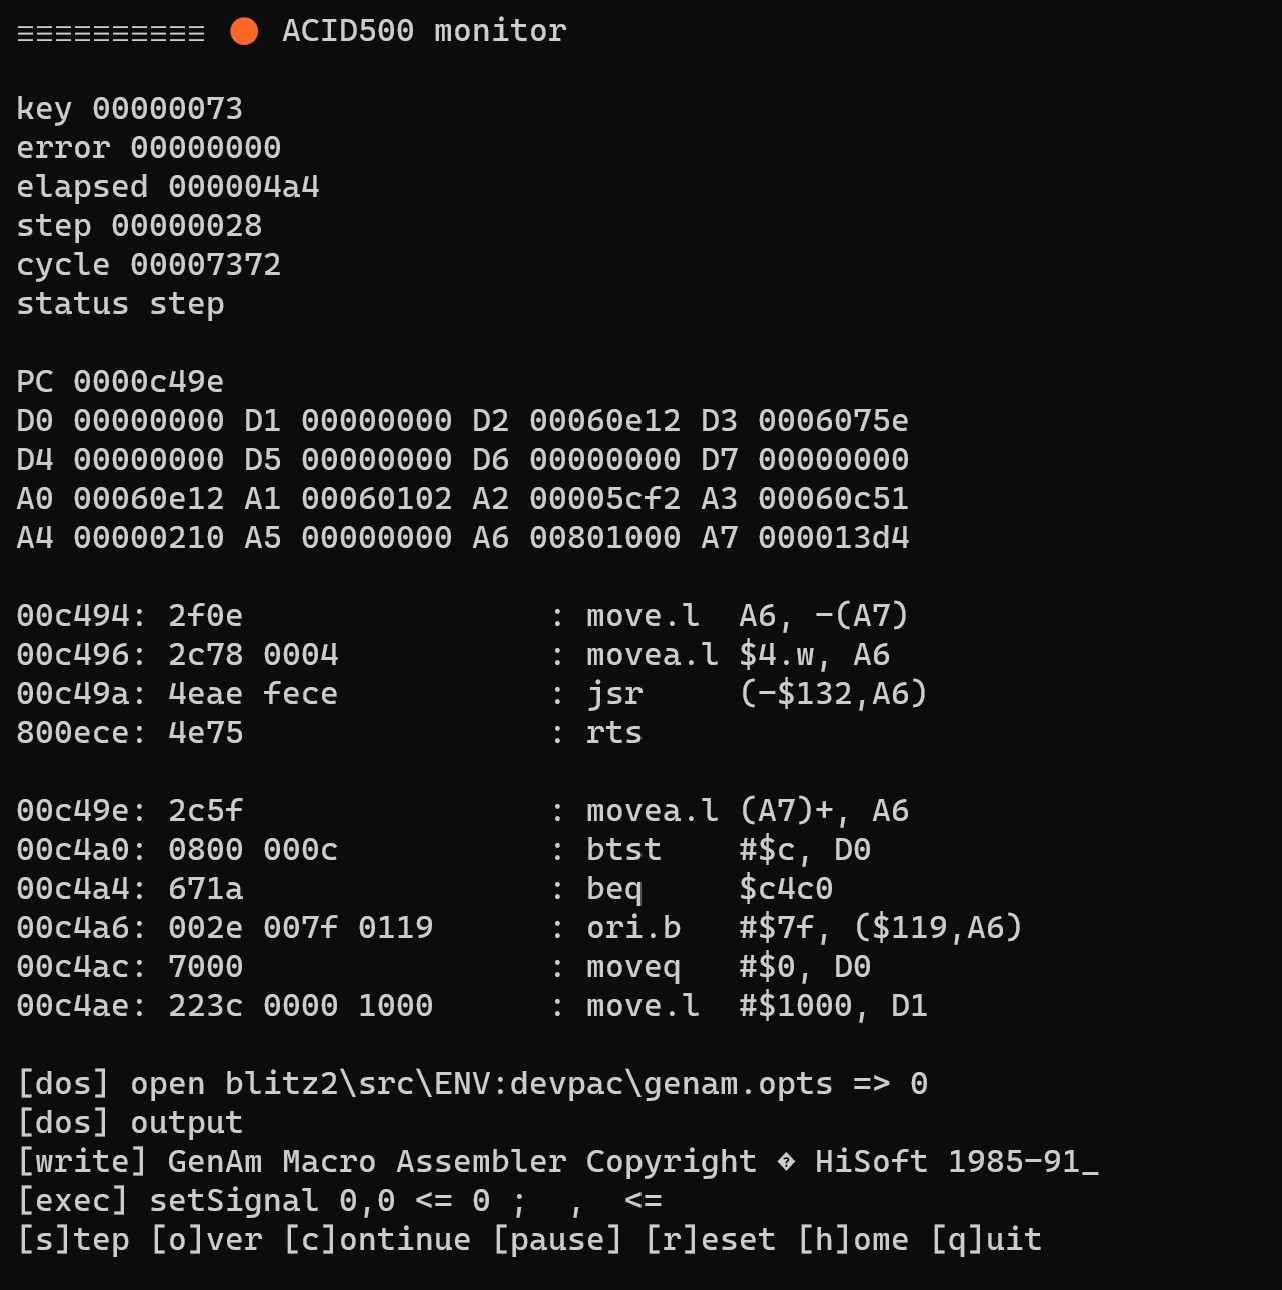 ≡≡≡≡≡≡≡≡≡≡ 🟠 ACID500 monitor
key 00000073
error 00000000
elapsed 000004a4
step 00000028
cycle 00007372
status step
PC 0000c49e
D0 00000000 D1 00000000 D2 00060e12 D3 0006075e
D4 00000000 D5 00000000 D6 00000000 D7 00000000
A0 00060e12 A1 00060102 A2 00005cf2 A3 00060c51
A4 00000210 A5 00000000 A6 00801000 A7 000013d4
00c494: 2f0e : move.l A6, -(A7)
00c496: 2c78 0004 : movea.l $4.w, A6
00c49a: 4eae fece : jsr (-$132,A6)
800ece: 4e75 : rts
00c49e: 2c5f : movea.l (A7)+, A6
00c4a0: 0800 000c : btst #$c, D0
00c4a4: 671a : beq $c4c0
00c4a6: 002e 007f 0119 : ori.b #$7f, ($119,A6)
00c4ac: 7000 : moveq #$0, D0
00c4ae: 223c 0000 1000 : move.l #$1000, D1
[dos] open blitz2\src\ENV:devpac\genam.opts => 0
[dos] output
[write] GenAm Macro Assembler Copyright � HiSoft 1985-91_
[exec] setSignal 0,0 <= 0 ;  ,  <=
[s]tep [o]ver [c]ontinue [pause] [r]eset [h]ome [q]uit